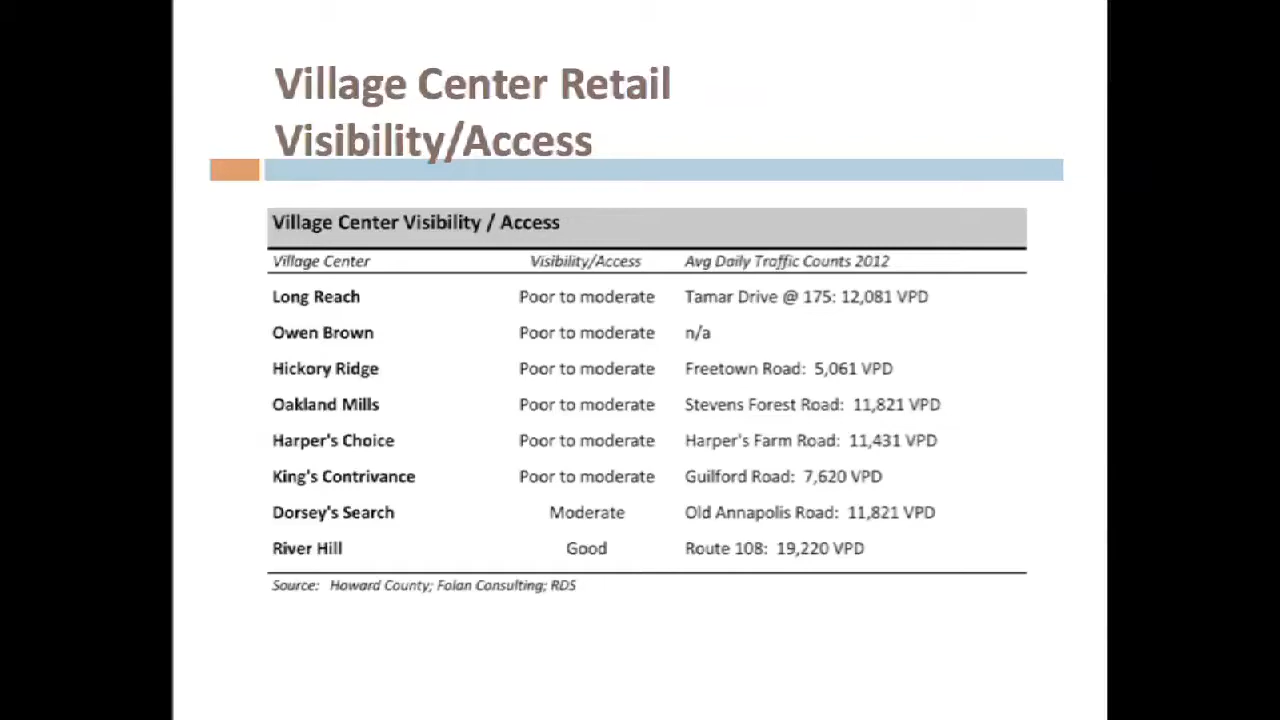 Village Center Retail
Visibility/Access
Village Center Visibility / Access
Village Center Visibility/Access Avg Daily Traffic Counts 2012
Long Reach Poor to moderate Tamar Drive @ 175: 12,081 VPD
Owen Brown Poor to moderate n/a
Hickory Ridge Poor to moderate Freetown Road: 5,061 VPD
Oakland Mills Poor to moderate Stevens Forest Road: 11,821 VPD
Harper's Choice Poor to moderate Harper's Farm Road: 11,431 VPD
King's Contrivance Poor to moderate Guilford Road: 7,620 VPD
Dorsey's Search Moderate Old Annapolis Road: 11,821 VPD
River Hill Good Route 108: 19,220 VPD
Source: Howard County; Folan Consulting; RDS